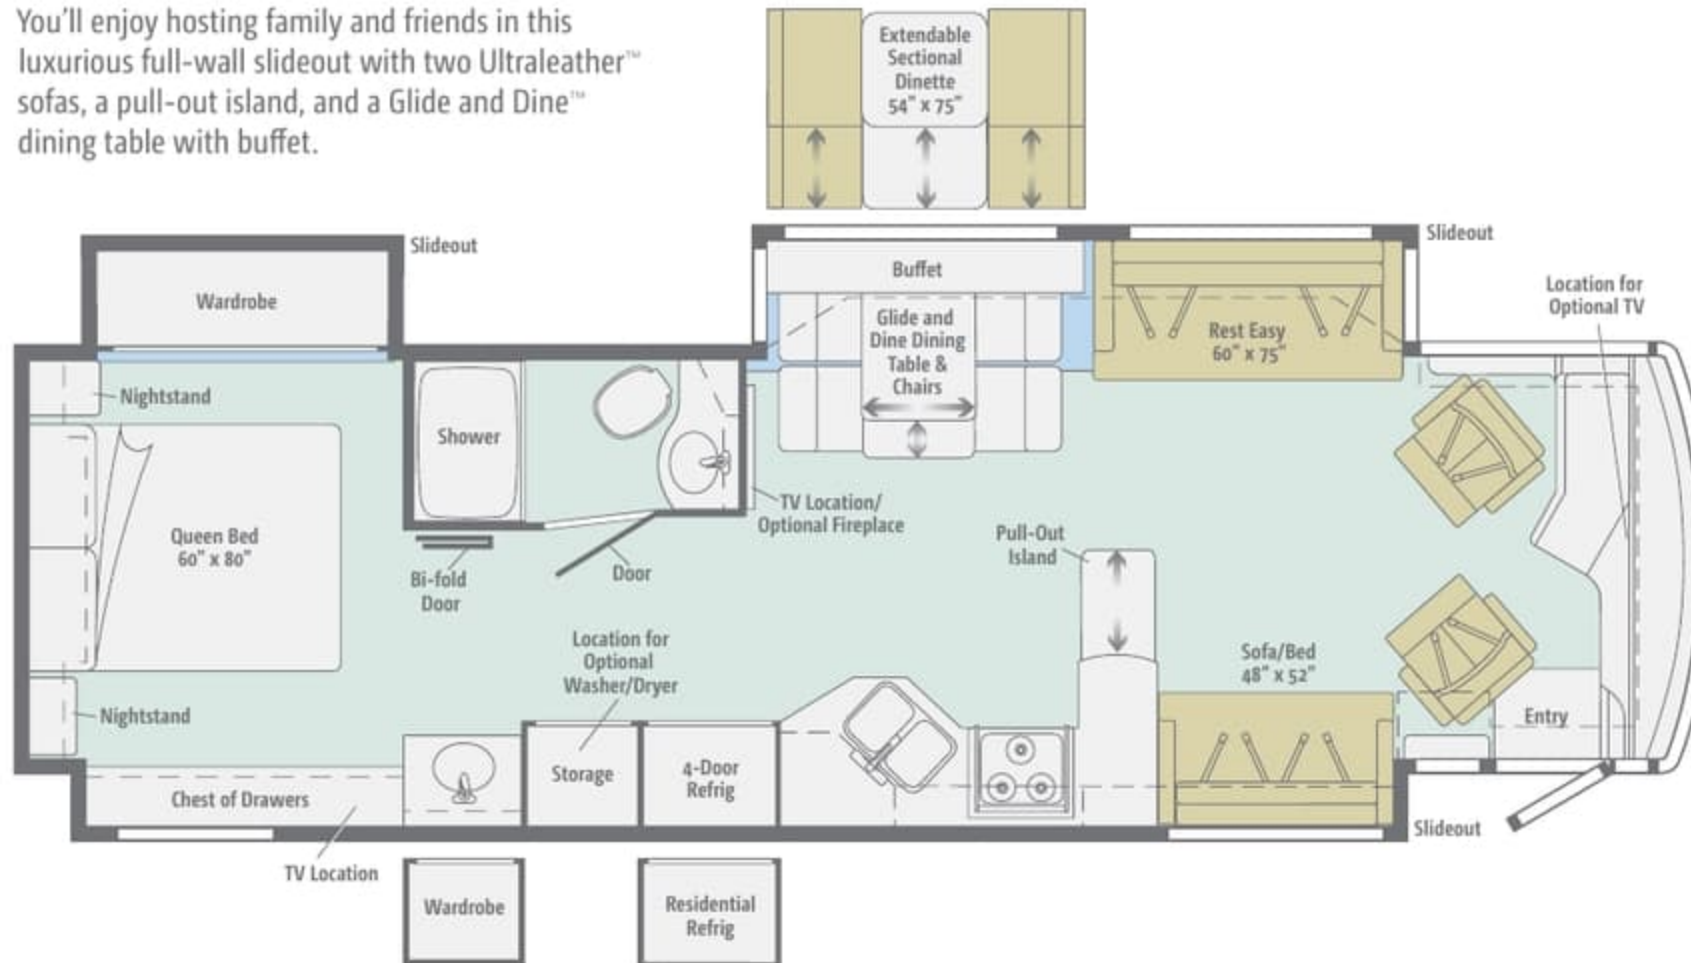 You'll enjoy hosting family and friends in this
luxurious full-wall slideout with two Ultraleather™
sofas, a pull-out island, and a Glide and Dine™
dining table with buffet.
Extendable
Sectional
Dinette
54" x 75"
Slideout
Slideout
Wardrobe
Buffet
Location for
Optional TV
Glide and
Dine Dining
Table &
Chairs
Rest Easy
60" x 75"
Nightstand
Shower
TV Location/
Optional Fireplace
Queen Bed
60" x 80"
Pull-Out
Island
Bi-fold
Door
Door
Location for
Optional
Washer/Dryer
Sofa/Bed
48" x 52"
Nightstand
Entry
Storage
4-Door
Refrig
Chest of Drawers
Slideout
TV Location
Wardrobe
Residential
Refrig